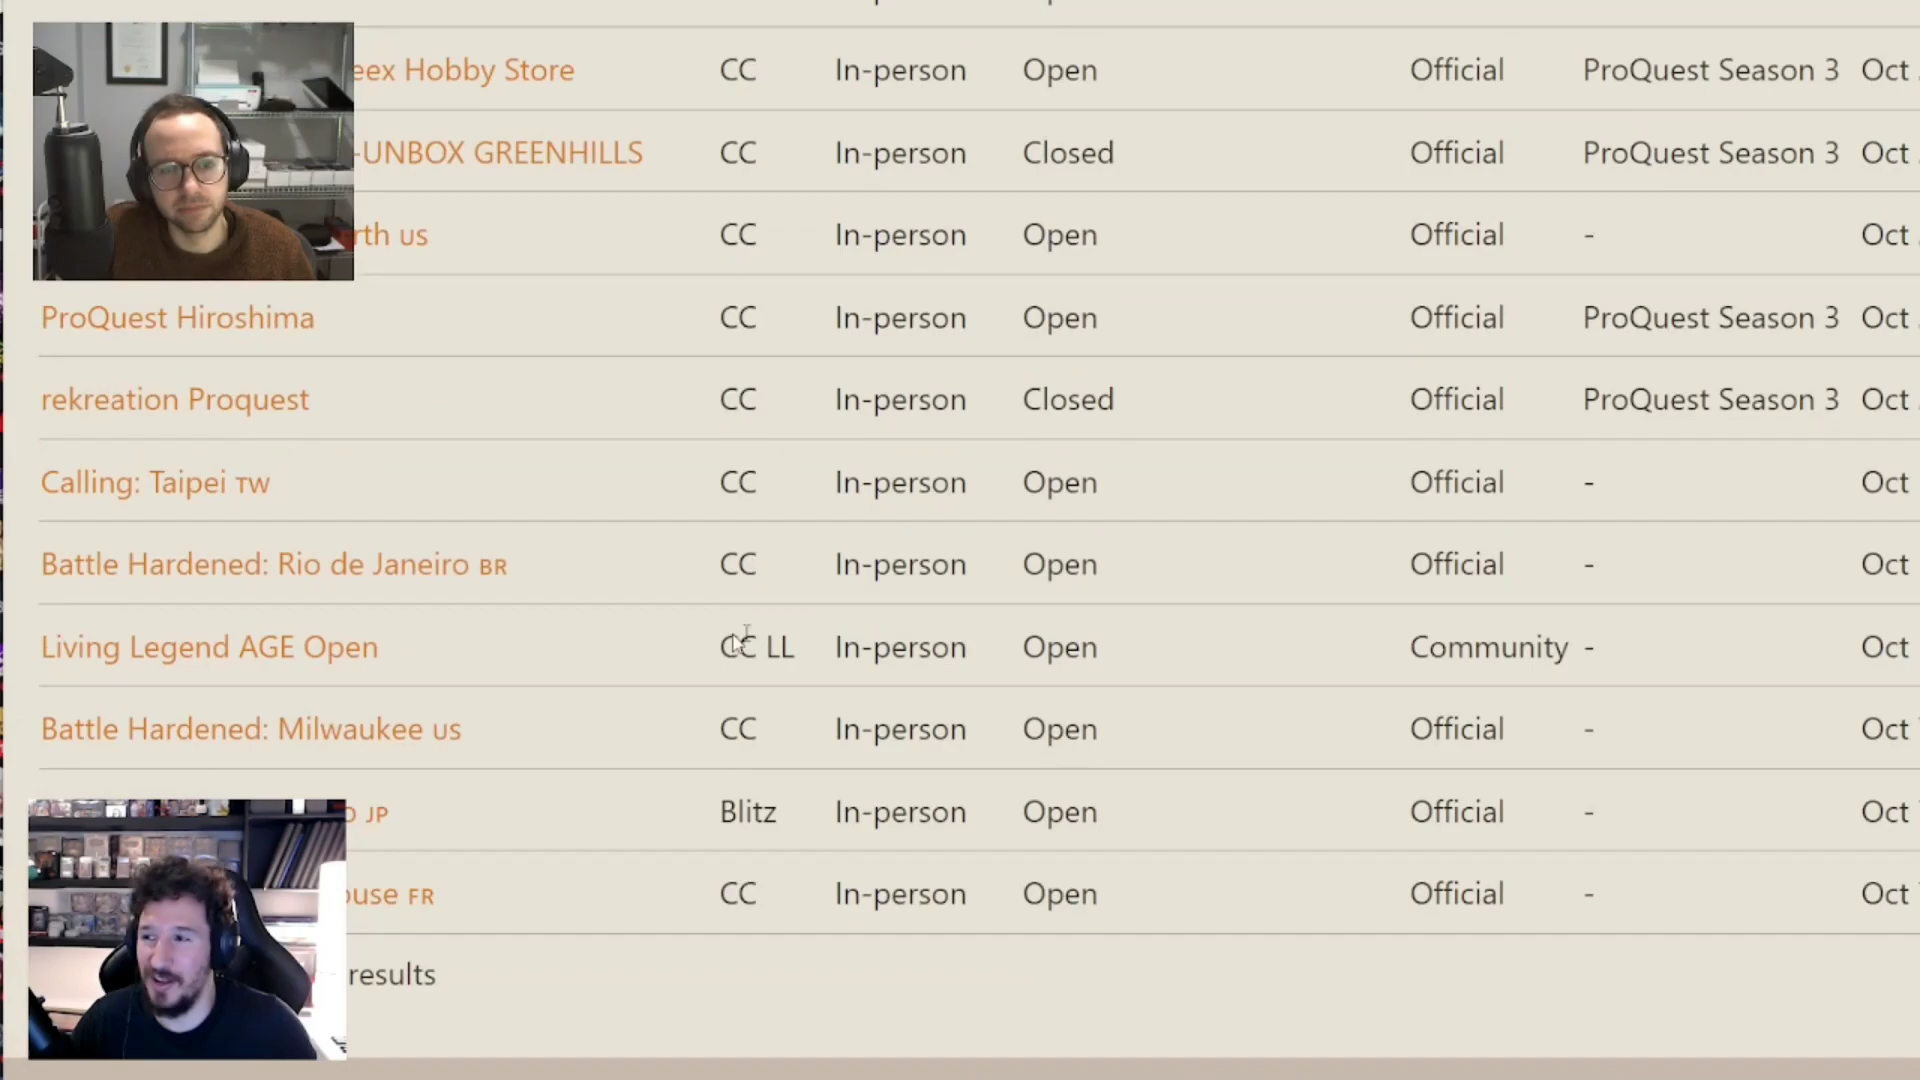 eex Hobby Store CC In-person Open Official ProQuest Season 3 Oct
-UNBOX GREENHILLS CC In-person Closed Official ProQuest Season 3 Oct
rth US CC In-person Open Official - Oct
ProQuest Hiroshima CC In-person Open Official ProQuest Season 3 Oct
rekreation Proquest CC In-person Closed Official ProQuest Season 3 Oct
Calling: Taipei TW CC In-person Open Official - Oct
Battle Hardened: Rio de Janeiro BR CC In-person Open Official - Oct
Living Legend AGE Open CC LL In-person Open Community - Oct
Battle Hardened: Milwaukee US CC In-person Open Official - Oct
JP Blitz In-person Open Official - Oct
ouse FR CC In-person Open Official - Oct
results